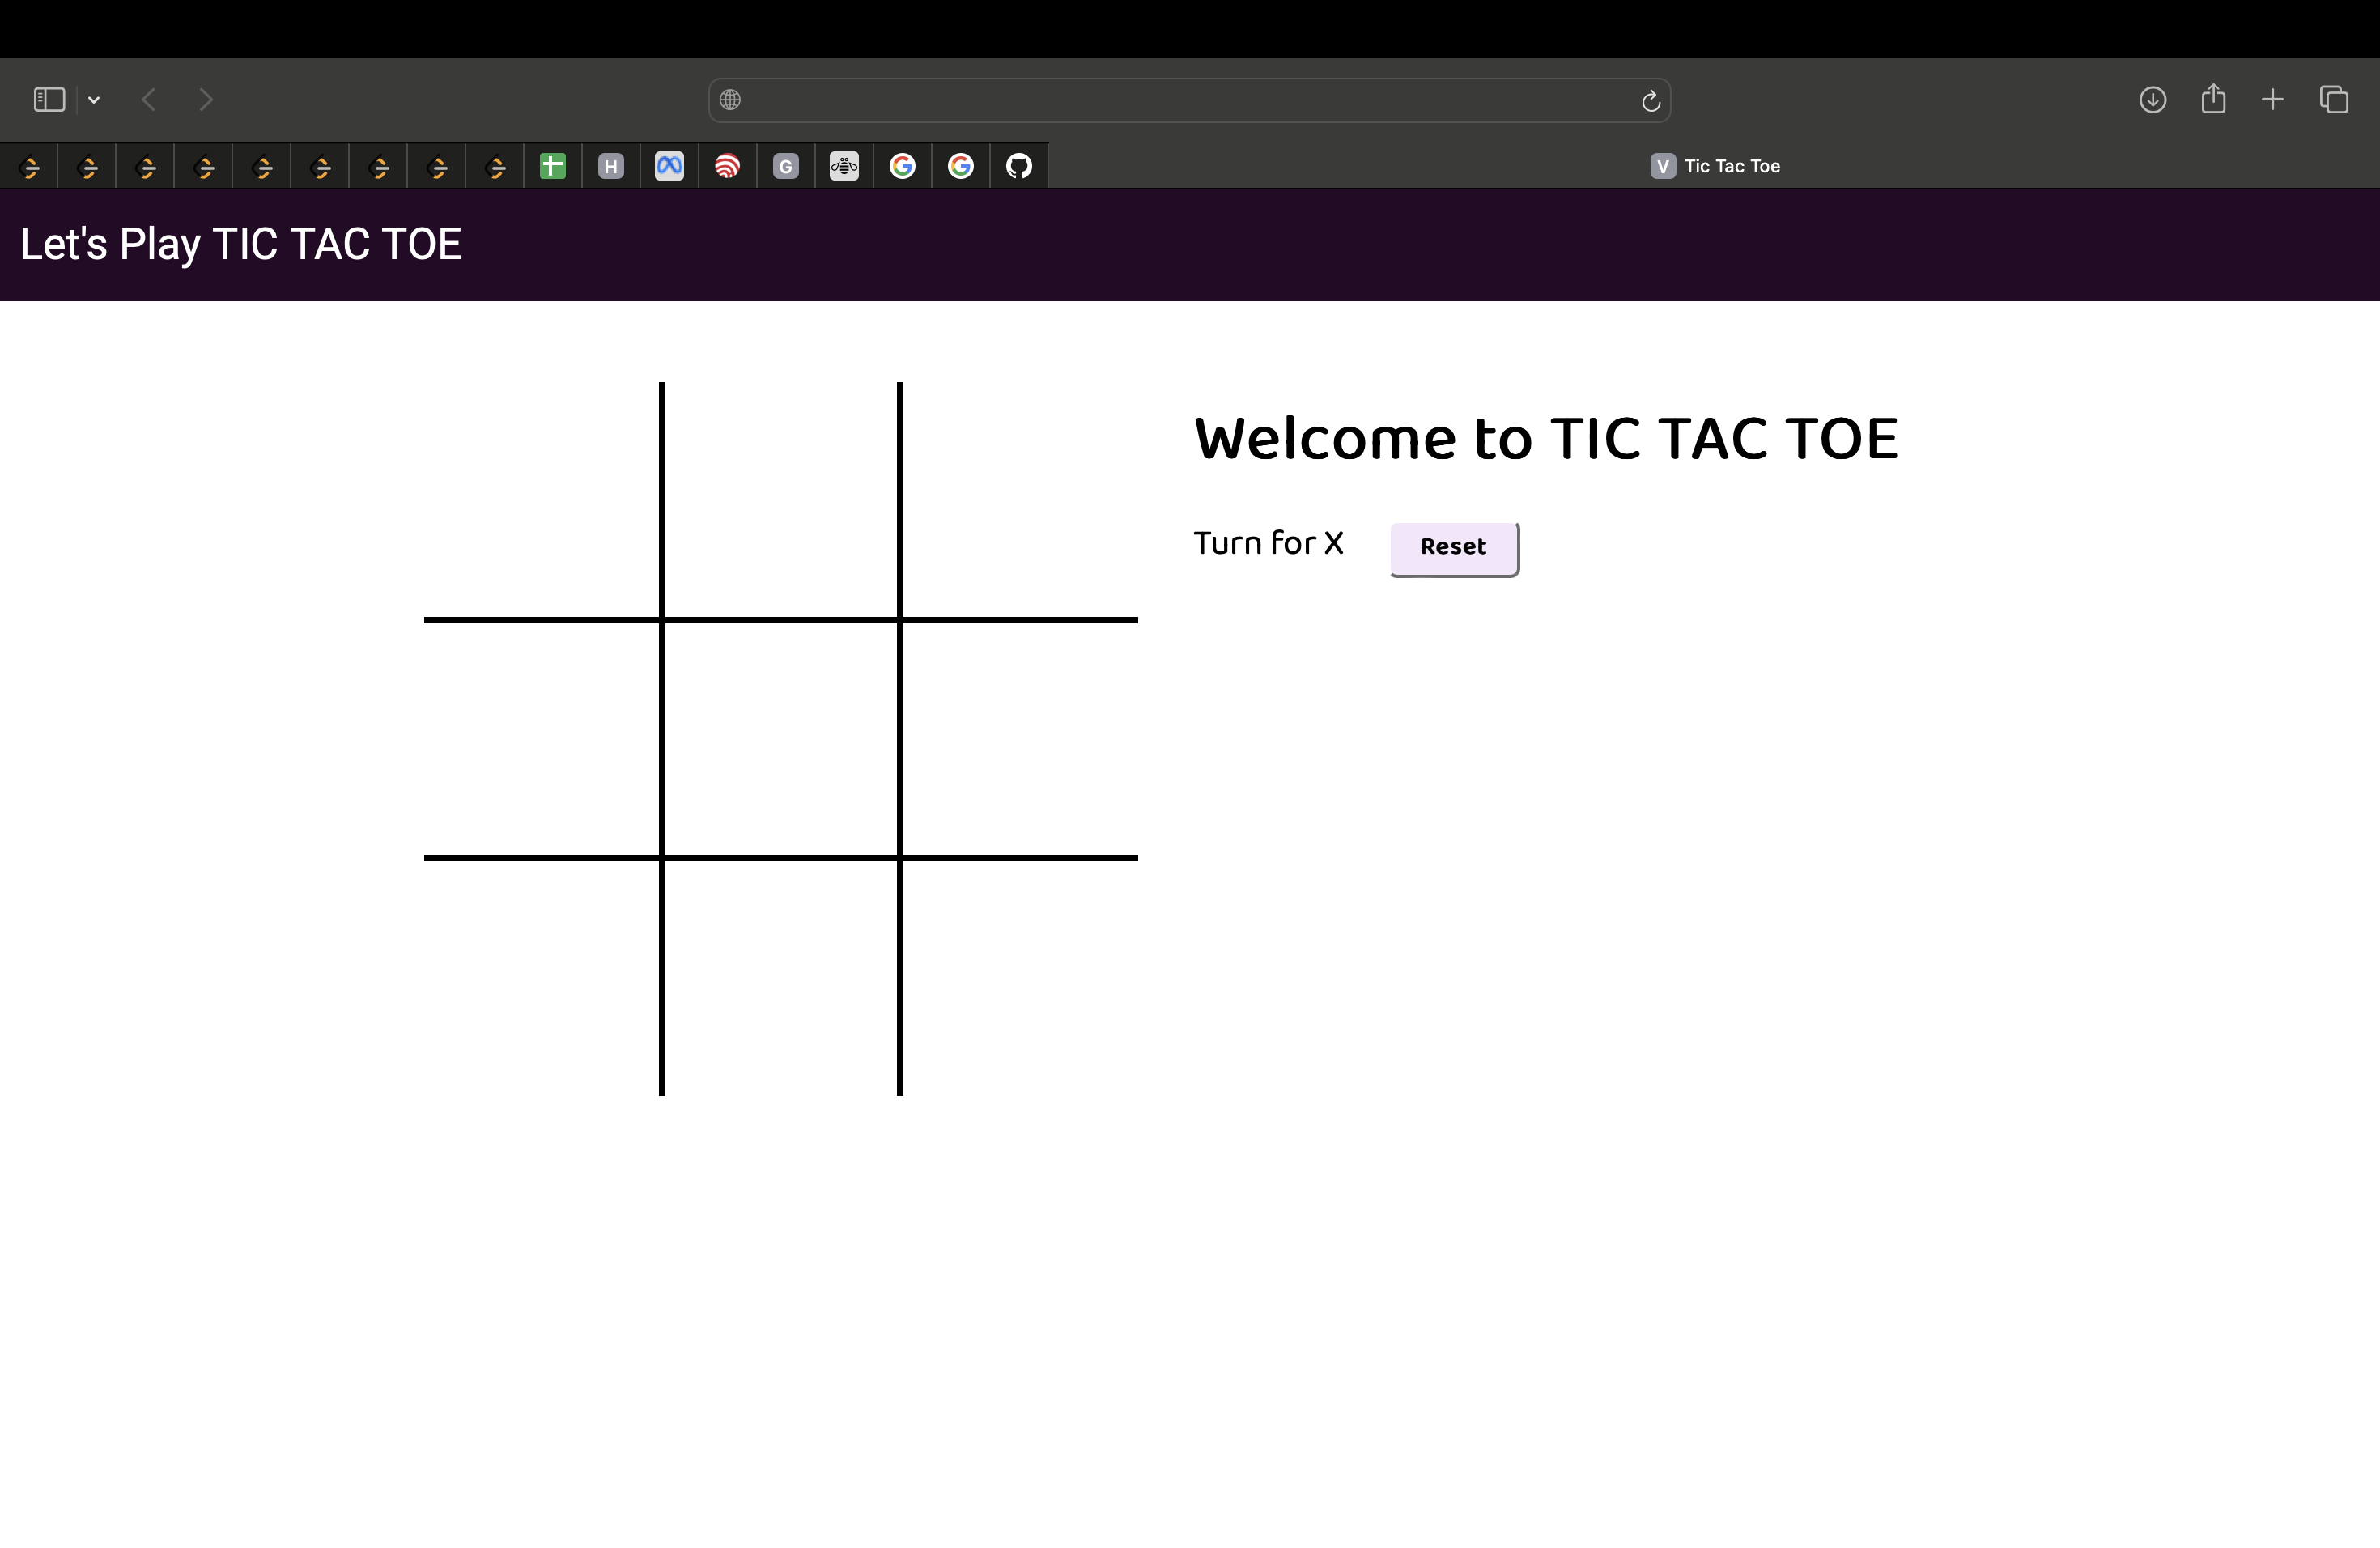 H
G
V Tic Tac Toe
Let's Play TIC TAC TOE
Welcome to TIC TAC TOE
Turn for X
Reset